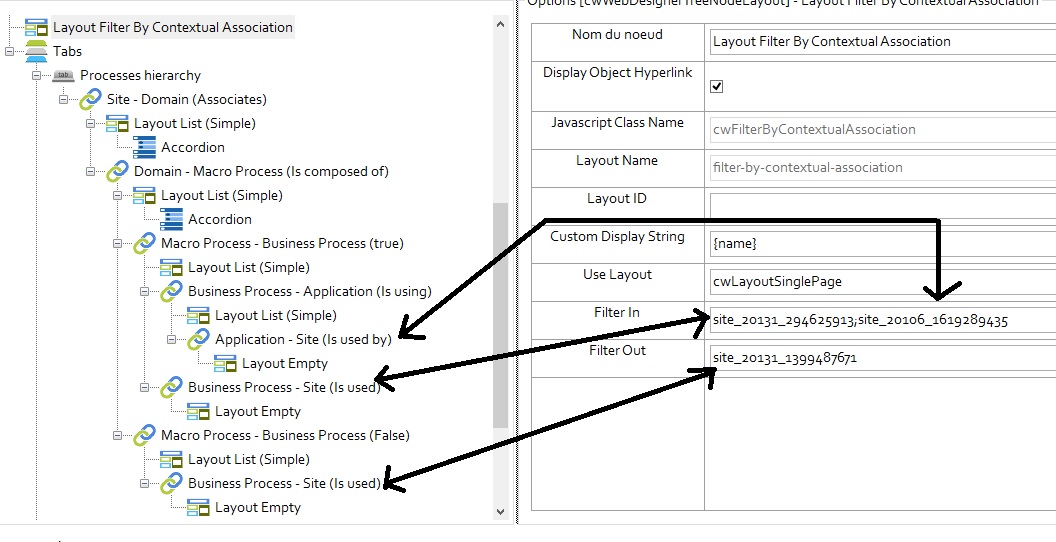 Options [cwWebDesignerTreeNodeLayout] - Layout Filter By Contextual Association
Layout Filter By Contextual Association
Tabs
tab Processes hierarchy
Site - Domain (Associates)
Layout List (Simple)
Accordion
Domain - Macro Process (Is composed of)
Layout List (Simple)
Accordion
Macro Process - Business Process (true)
Layout List (Simple)
Business Process - Application (Is using)
Layout List (Simple)
Application - Site (Is used by)
Layout Empty
Business Process - Site (Is used)
Layout Empty
Macro Process - Business Process (False)
Layout List (Simple)
Business Process - Site (Is used)
Layout Empty
Nom du noeud
Layout Filter By Contextual Association
Display Object Hyperlink
Javascript Class Name
cwFilterByContextualAssociation
Layout Name
filter-by-contextual-association
Layout ID
Custom Display String
{name}
Use Layout
cwLayoutSinglePage
Filter In
site_20131_294625913;site_20106_1619289435
Filter Out
site_20131_1399487671